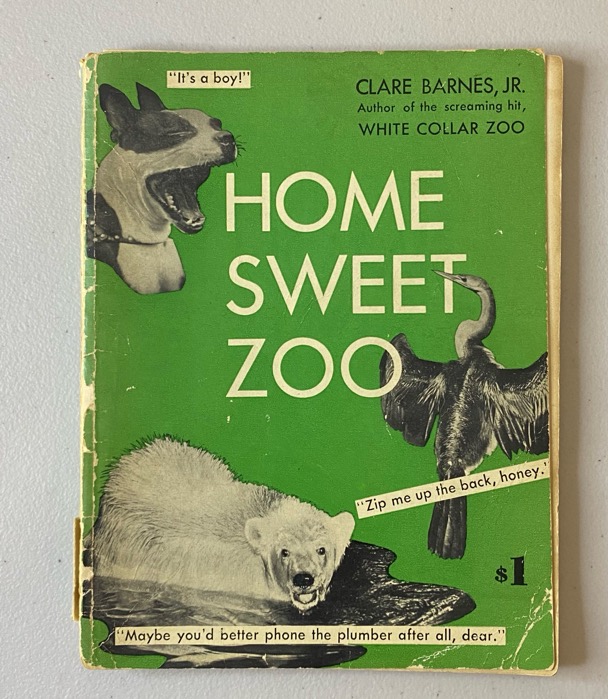 "It's a boy!"
CLARE BARNES, JR.
Author of the screaming hit,
WHITE COLLAR ZOO
HOME
SWEET
ZOO
"Zip me up the back, honey."
$1
"Maybe you'd better phone the plumber after all, dear."